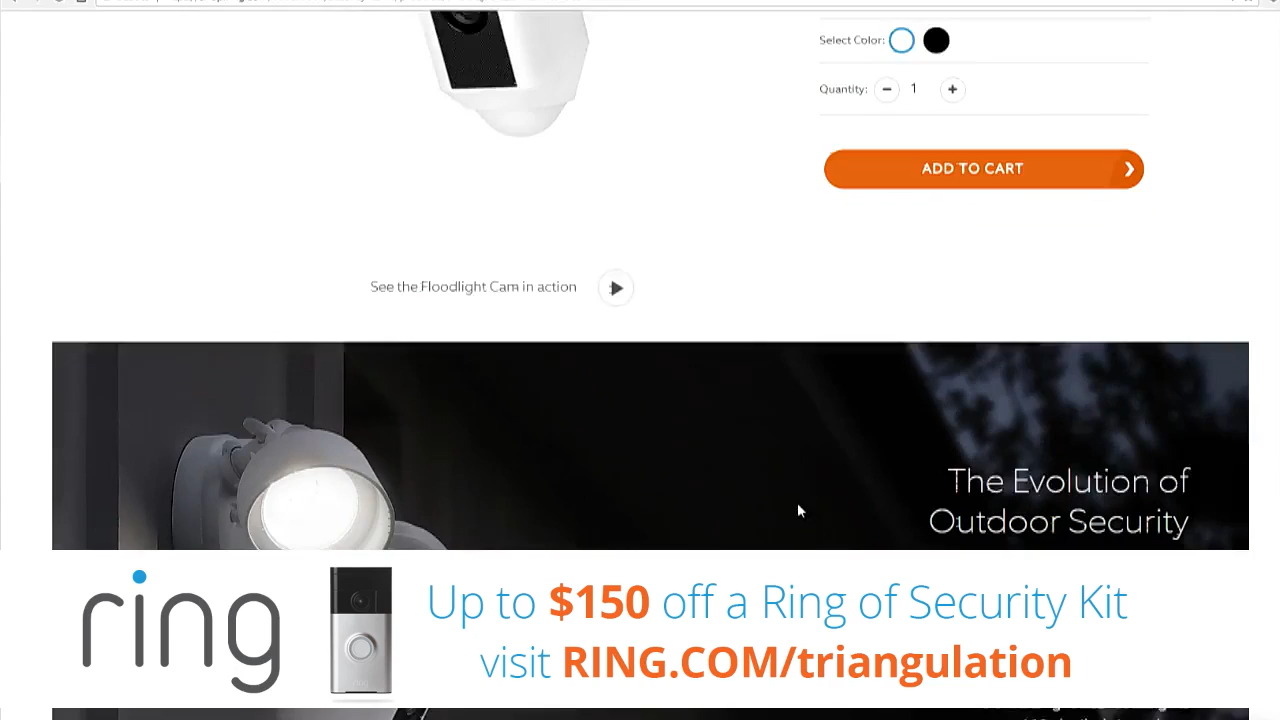 Select Color:
Quantity: - 1 +
ADD TO CART
See the Floodlight Cam in action
The Evolution of
Outdoor Security
ring
Up to $150 off a Ring of Security Kit
visit RING.COM/triangulation